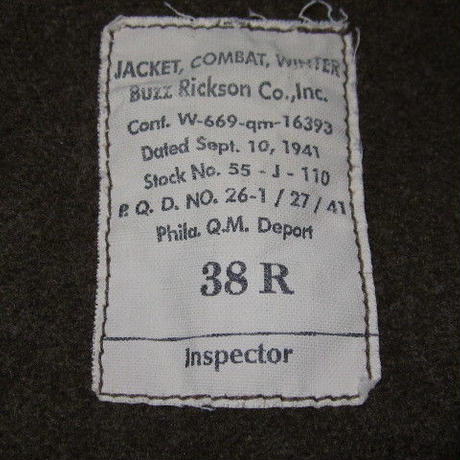 JACKET, COMBAT, WINTER
Buzz Rickson Co.,Inc.
Conf. W-669-qm-16393
Dated Sept. 10, 1941
Stock No. 55 - J - 110
P. Q. D. NO. 26-1 / 27 / 41
Phila. Q.M. Deport
38 R
Inspector